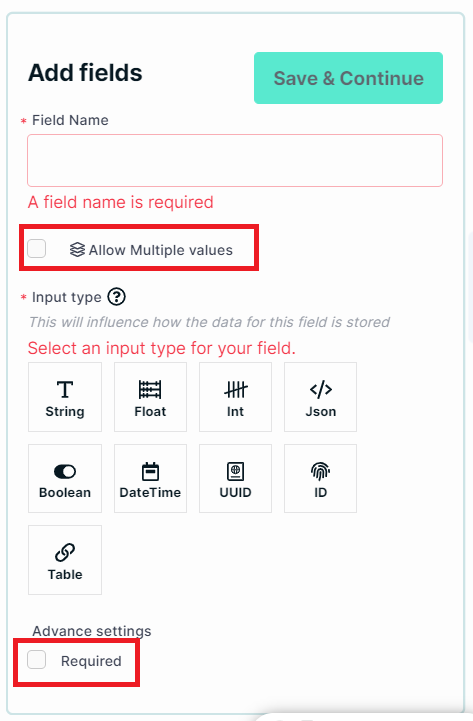 Add fields
Save & Continue
* Field Name
A field name is required
Allow Multiple values
* Input type ?
This will influence how the data for this field is stored
Select an input type for your field.
String Float Int Json
Boolean DateTime UUID ID
Table
Advance settings
Required